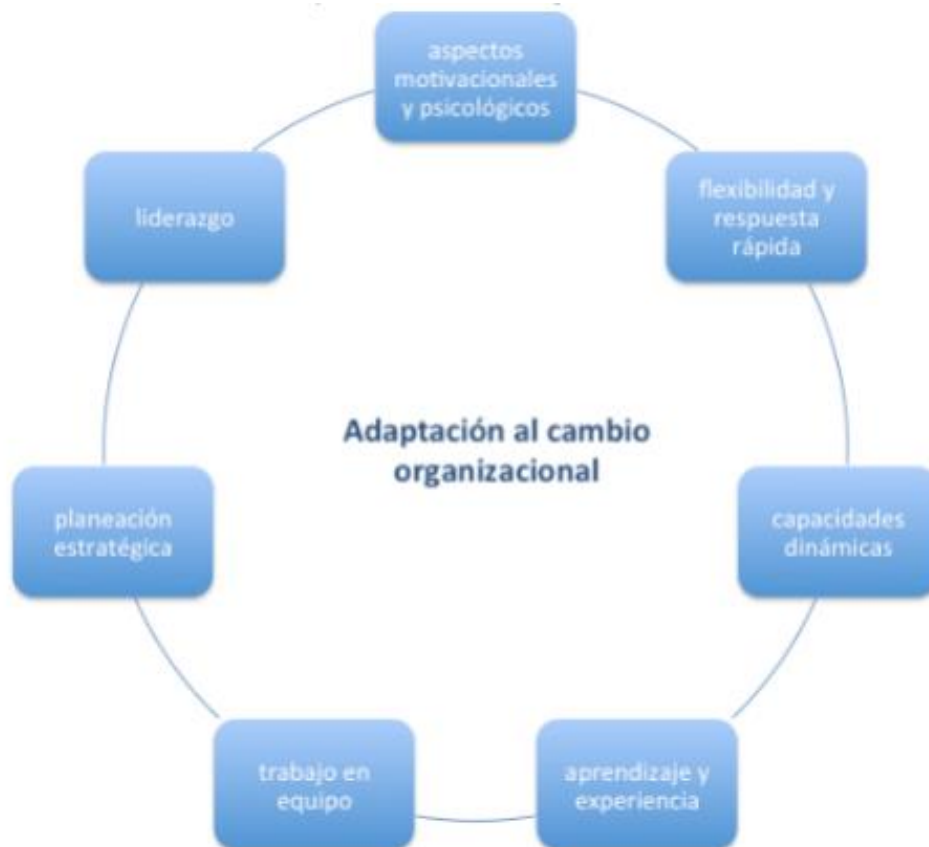 aspectos
motivacionales
y psicológicos
flexibilidad y
respuesta
rápida
capacidades
dinámicas
aprendizaje y
experiencia
trabajo en
equipo
planeación
estratégica
liderazgo
Adaptación al cambio
organizacional